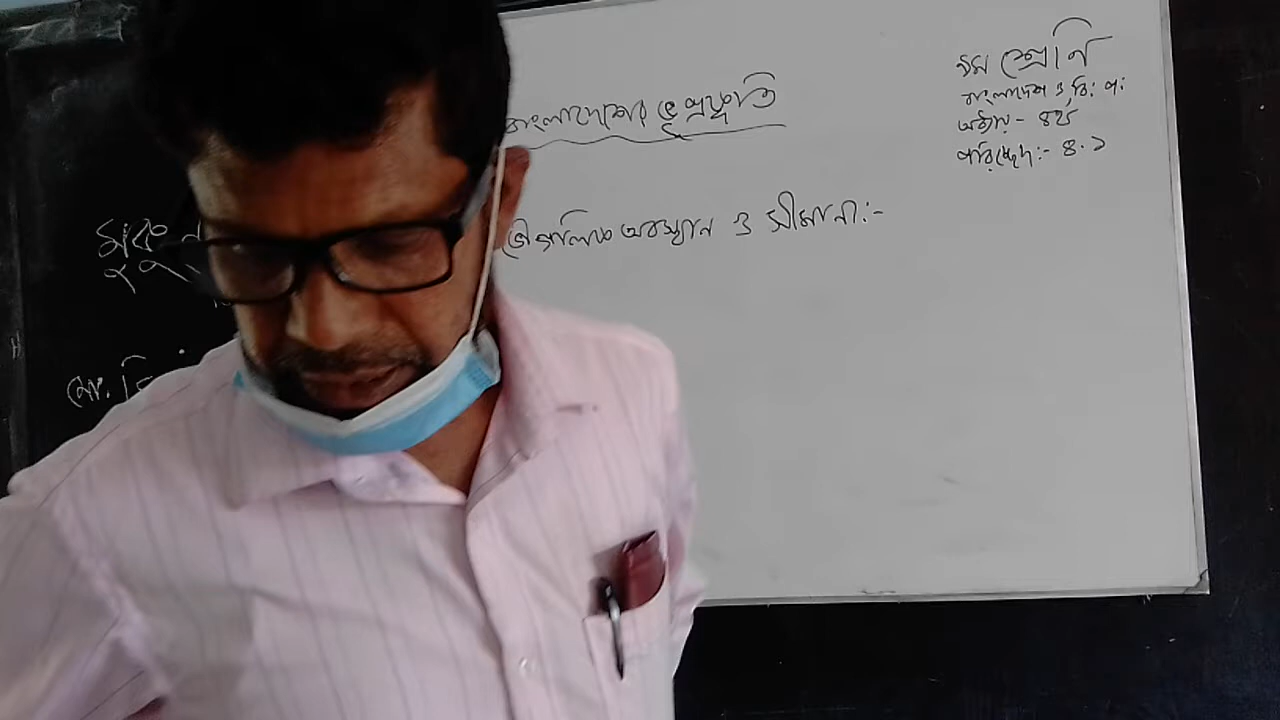 ৯ম শ্রেণি
বাংলাদেশ ও বি: প:
অধ্যায় - ৪র্থ
পরিচ্ছেদ:- ৪.১
বাংলাদেশের ভূ প্রকৃতি
ভৌগলিক অবস্থান ও সীমানা:-
মো.